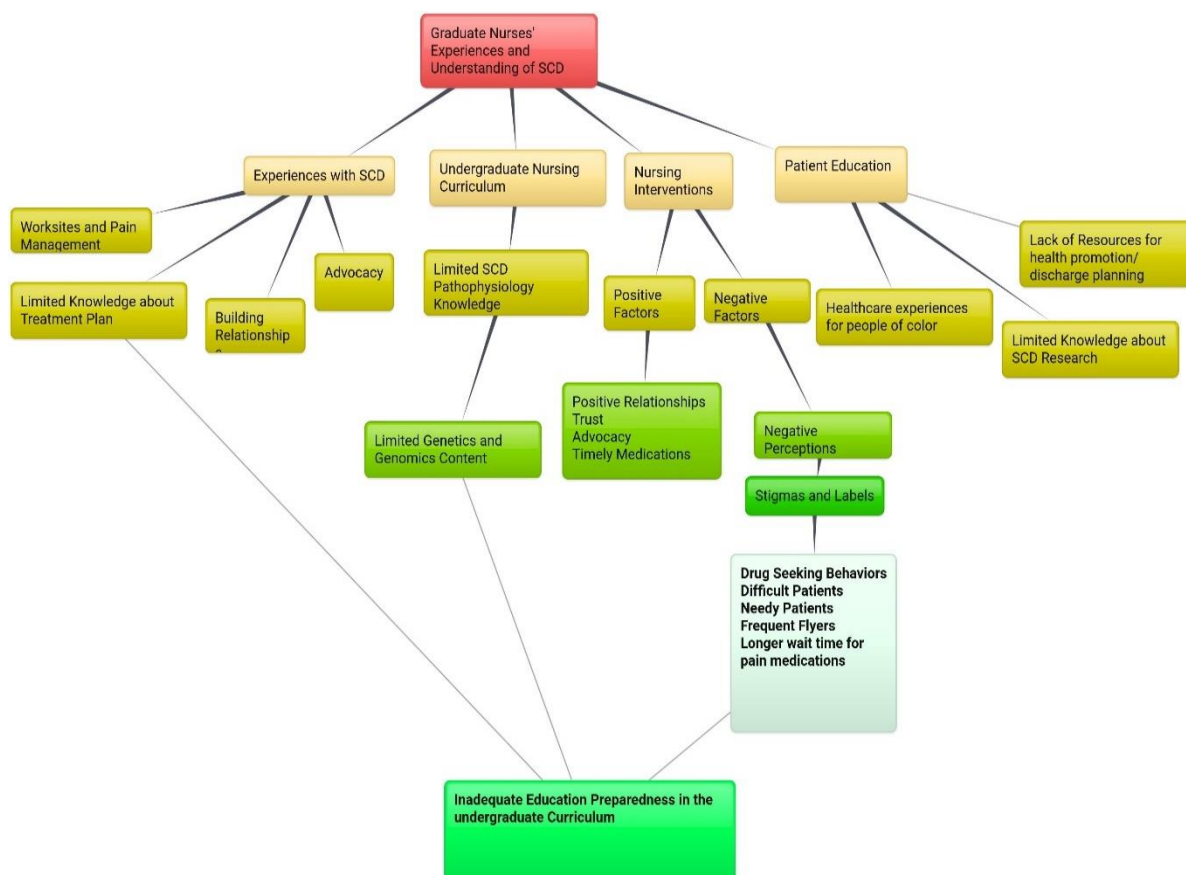 Graduate Nurses'
Experiences and
Understanding of SCD
Experiences with SCD
Undergraduate Nursing
Curriculum
Nursing
Interventions
Patient Education
Worksites and Pain
Management
Limited Knowledge about
Treatment Plan
Building
Relationship
Advocacy
Limited SCD
Pathophysiology
Knowledge
Positive
Factors
Negative
Factors
Healthcare experiences
for people of color
Lack of Resources for
health promotion/
discharge planning
Limited Knowledge about
SCD Research
Limited Genetics and
Genomics Content
Positive Relationships
Trust
Advocacy
Timely Medications
Negative
Perceptions
Stigmas and Labels
Drug Seeking Behaviors
Difficult Patients
Needy Patients
Frequent Flyers
Longer wait time for
pain medications
Inadequate Education Preparedness in the
undergraduate Curriculum